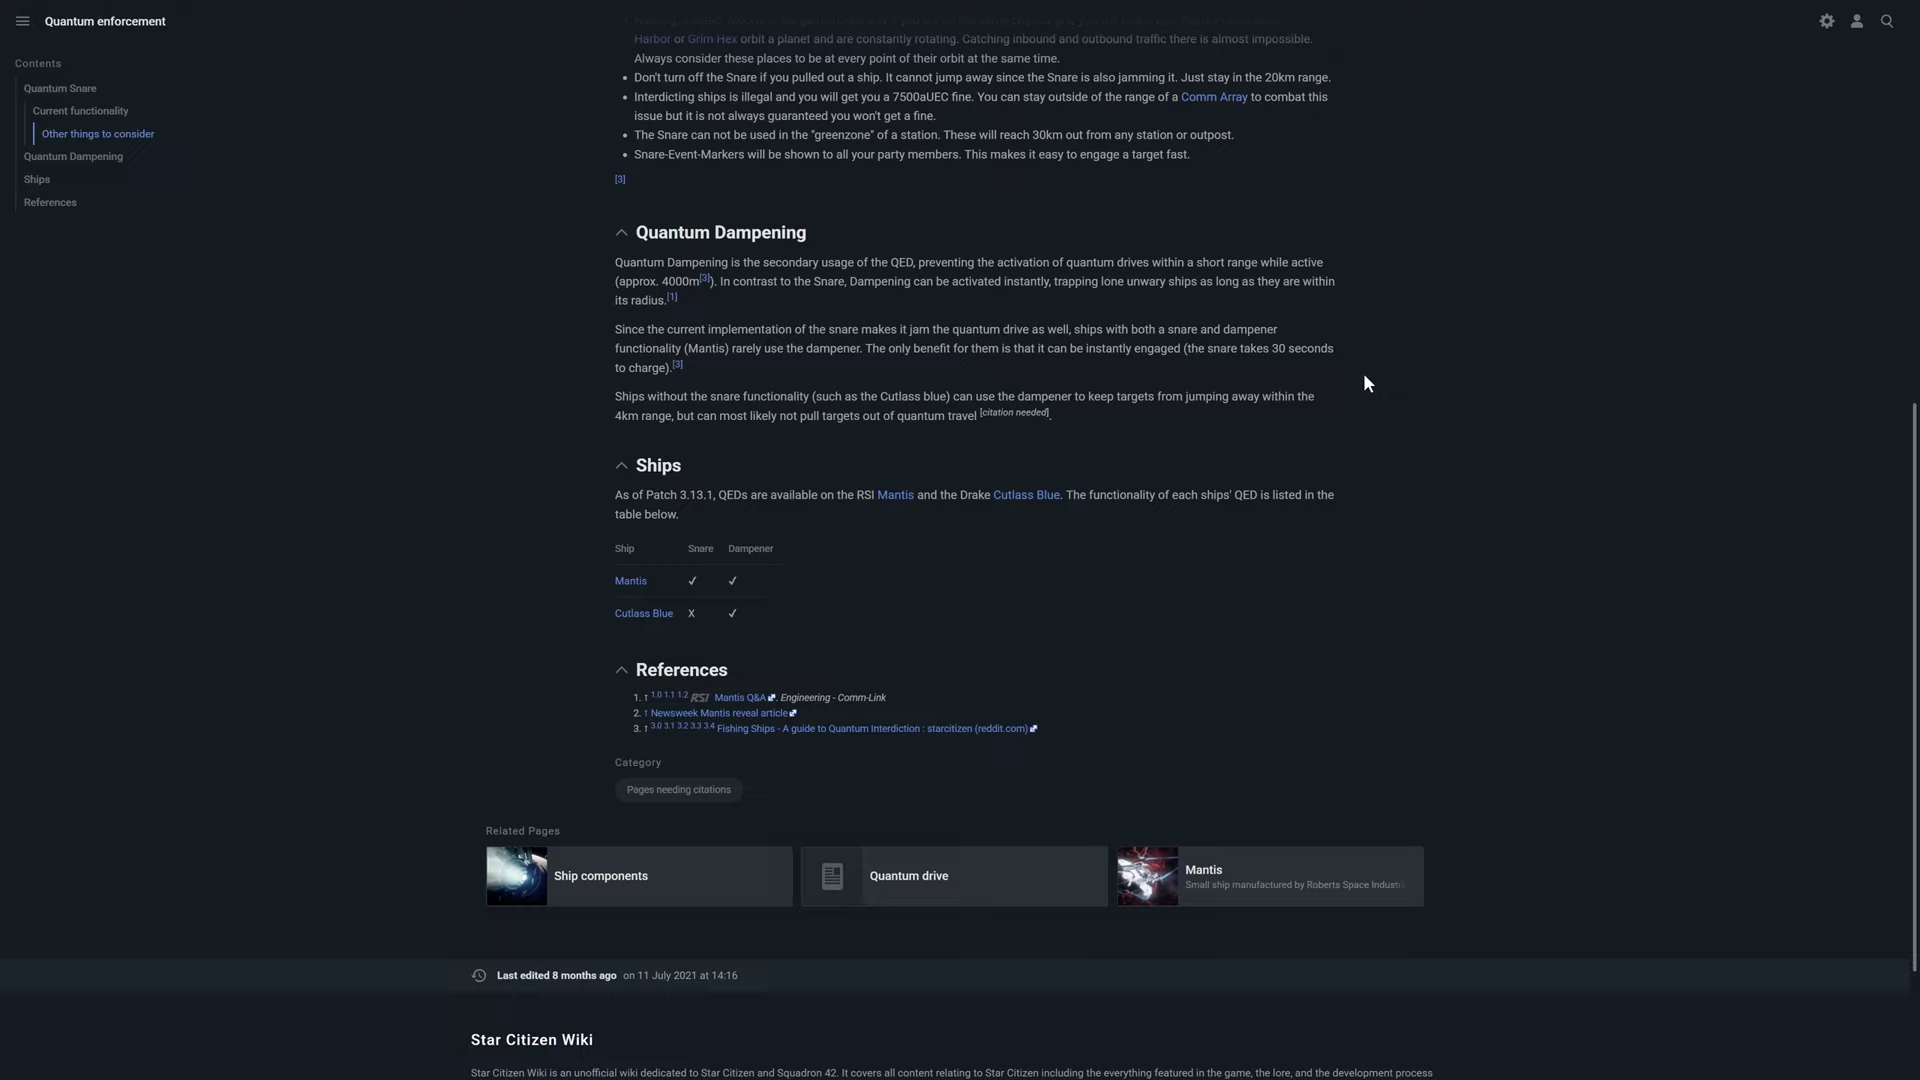 Quantum enforcement
Contents
Quantum Snare
Current functionality
Other things to consider
Quantum Dampening
Ships
References
Harbor or Grim Hex orbit a planet and are constantly rotating. Catching inbound and outbound traffic there is almost impossible.
Always consider these places to be at every point of their orbit at the same time.
• Don't turn off the Snare if you pulled out a ship. It cannot jump away since the Snare is also jamming it. Just stay in the 20km range.
• Interdicting ships is illegal and you will get you a 7500aUEC fine. You can stay outside of the range of a Comm Array to combat this
issue but it is not always guaranteed you won't get a fine.
• The Snare can not be used in the "greenzone" of a station. These will reach 30km out from any station or outpost.
• Snare-Event-Markers will be shown to all your party members. This makes it easy to engage a target fast.
[3]
Quantum Dampening
Quantum Dampening is the secondary usage of the QED, preventing the activation of quantum drives within a short range while active
(approx. 4000m[3]). In contrast to the Snare, Dampening can be activated instantly, trapping lone unwary ships as long as they are within
its radius.[1]
Since the current implementation of the snare makes it jam the quantum drive as well, ships with both a snare and dampener
functionality (Mantis) rarely use the dampener. The only benefit for them is that it can be instantly engaged (the snare takes 30 seconds
to charge).[3]
Ships without the snare functionality (such as the Cutlass blue) can use the dampener to keep targets from jumping away within the
4km range, but can most likely not pull targets out of quantum travel [citation needed].
Ships
As of Patch 3.13.1, QEDs are available on the RSI Mantis and the Drake Cutlass Blue. The functionality of each ships' QED is listed in the
table below.
Ship Snare Dampener
Mantis ✓ ✓
Cutlass Blue X ✓
References
1. ↑ 1.0 1.1 1.2 RSI Mantis Q&A. Engineering - Comm-Link
2. ↑ Newsweek Mantis reveal article
3. ↑ 3.0 3.1 3.2 3.3 3.4 Fishing Ships - A guide to Quantum Interdiction : starcitizen (reddit.com)
Category
Pages needing citations
Related Pages
Ship components
Quantum drive
Mantis
Small ship manufactured by Roberts Space Industri
Last edited 8 months ago on 11 July 2021 at 14:16
Star Citizen Wiki
Star Citizen Wiki is an unofficial wiki dedicated to Star Citizen and Squadron 42. It covers all content relating to Star Citizen including the everything featured in the game, the lore, and the development process